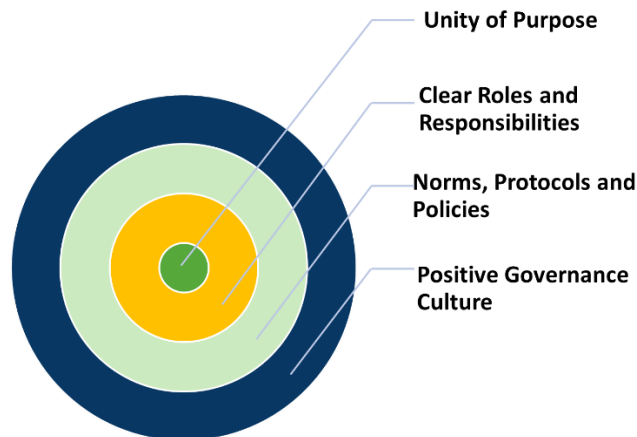 Unity of Purpose
Clear Roles and
Responsibilities
Norms, Protocols and
Policies
Positive Governance
Culture